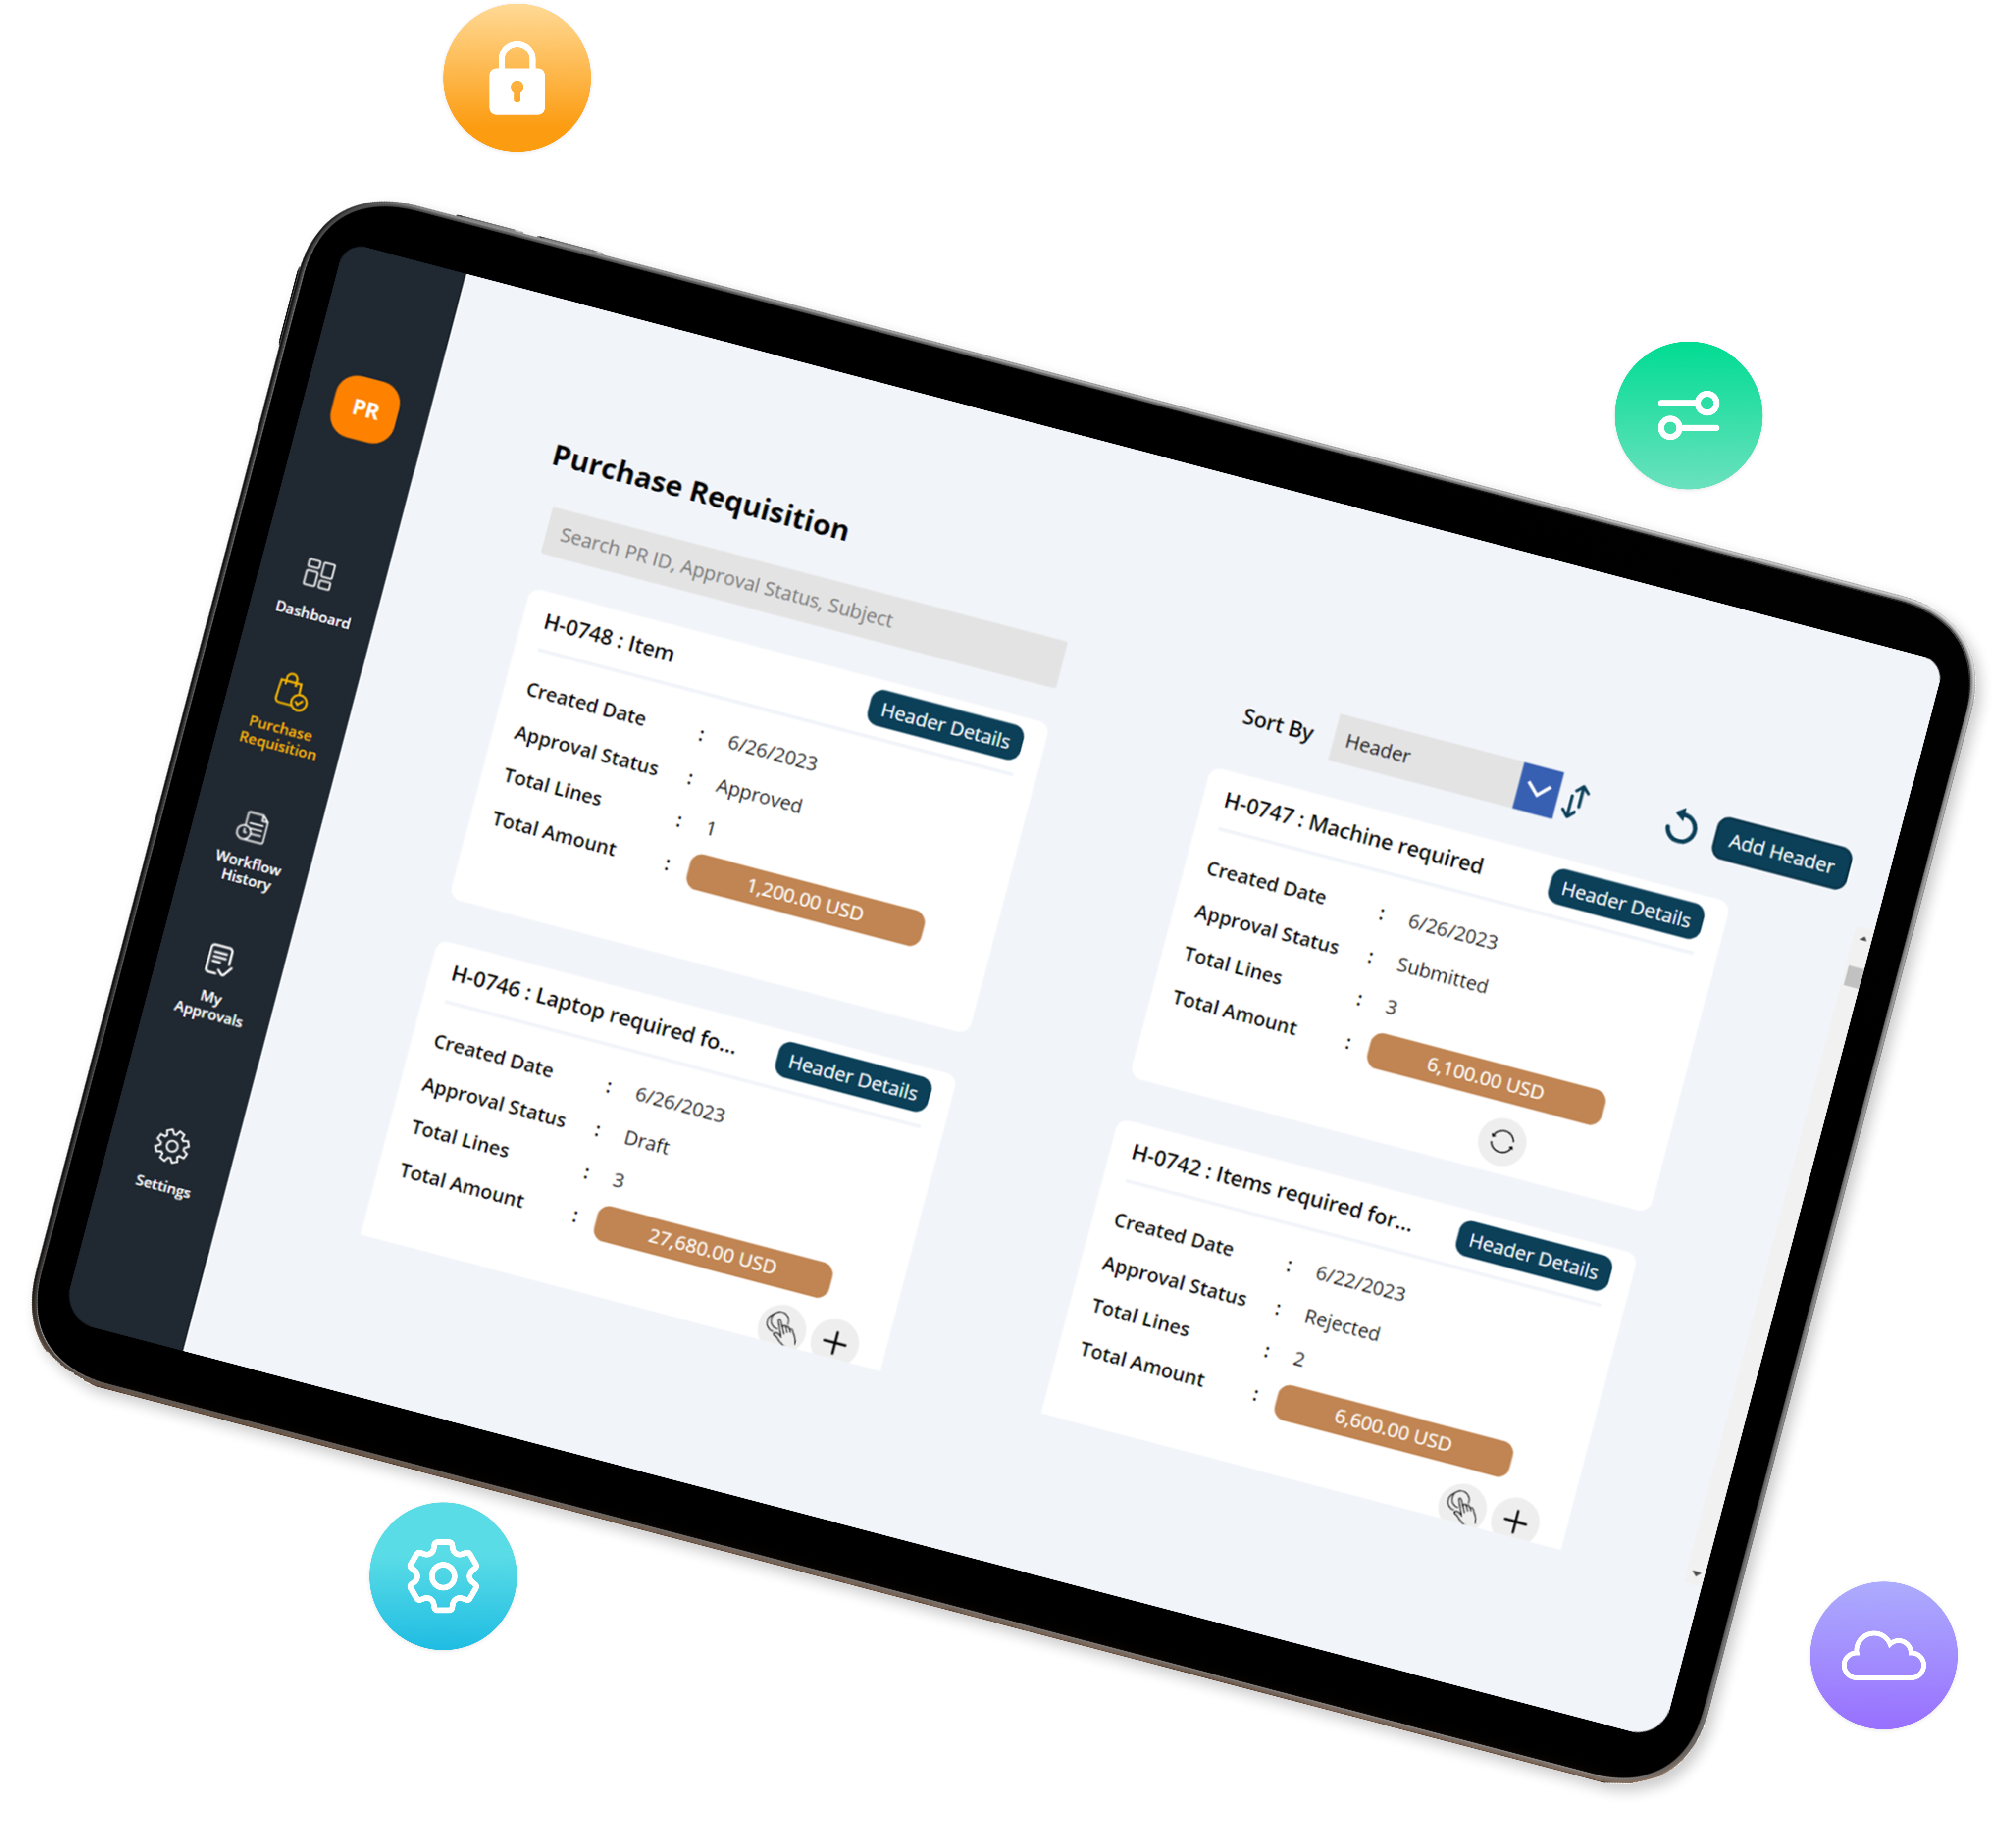 PR
Dashboard
Purchase
Requisition
Workflow
History
My
Approvals
Settings
Purchase Requisition
Search PR ID, Approval Status, Subject
Sort By
Header
Add Header
H-0748 : Item
Header Details
Created Date : 6/26/2023
Approval Status : Approved
Total Lines : 1
Total Amount : 1,200.00 USD
H-0747 : Machine required
Header Details
Created Date : 6/26/2023
Approval Status : Submitted
Total Lines : 3
Total Amount : 6,100.00 USD
H-0746 : Laptop required fo...
Header Details
Created Date : 6/26/2023
Approval Status : Draft
Total Lines : 3
Total Amount : 27,680.00 USD
H-0742 : Items required for...
Header Details
Created Date : 6/22/2023
Approval Status : Rejected
Total Lines : 2
Total Amount : 6,600.00 USD